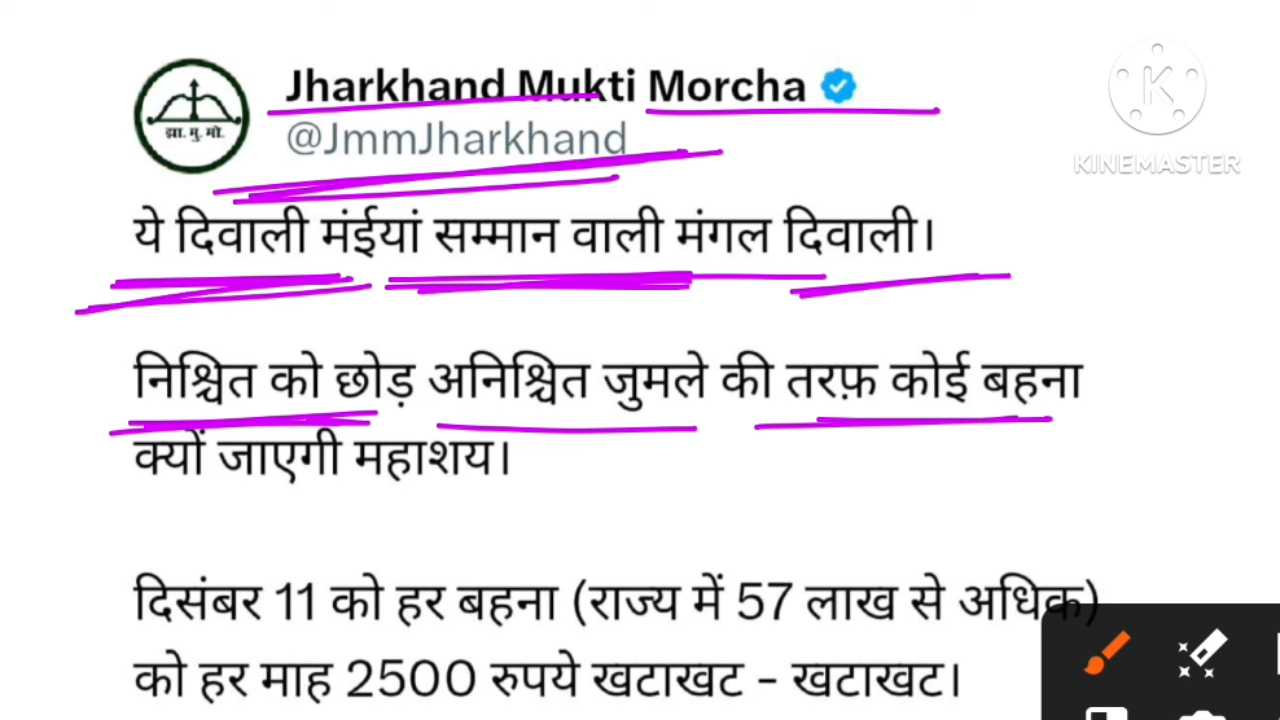 Jharkhand Mukti Morcha
@JmmJharkhand
झा. मु. मो.
ये दिवाली मंईयां सम्मान वाली मंगल दिवाली।
निश्चित को छोड़ अनिश्चित जुमले की तरफ़ कोई बहना
क्यों जाएगी महाशय।
दिसंबर 11 को हर बहना (राज्य में 57 लाख से अधिक)
को हर माह 2500 रुपये खटाखट - खटाखट।
K
KINEMASTER